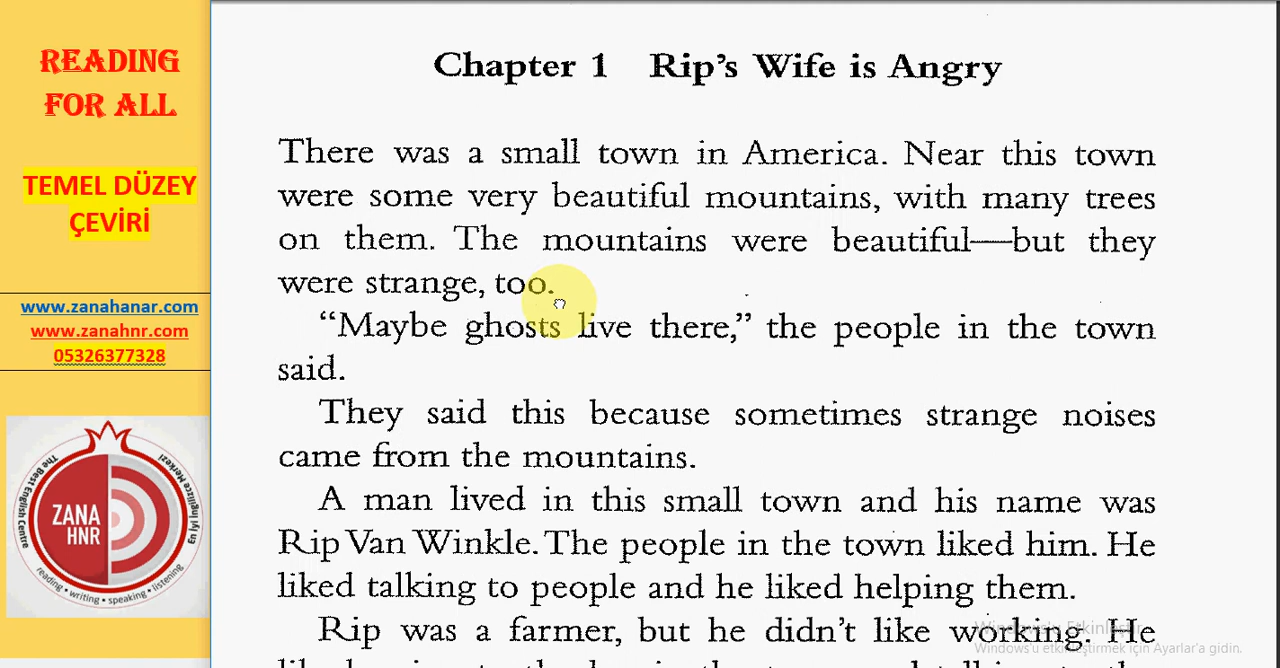 READING
FOR ALL
TEMEL DÜZEY
ÇEVİRİ
www.zanahanar.com
www.zanahnr.com
05326377328
The Best English Centre
En İyi İngilizce Merkezi
ZANA
HNR
reading • writing • speaking • listening
Chapter 1 Rip's Wife is Angry
There was a small town in America. Near this town
were some very beautiful mountains, with many trees
on them. The mountains were beautiful—but they
were strange, too.
“Maybe ghosts live there,” the people in the town
said.
They said this because sometimes strange noises
came from the mountains.
A man lived in this small town and his name was
Rip Van Winkle. The people in the town liked him. He
liked talking to people and he liked helping them.
Rip was a farmer, but he didn't like working. He
Windows'u Etkinleştir
Windows'u etkinleştirmek için Ayarlar'a gidin.